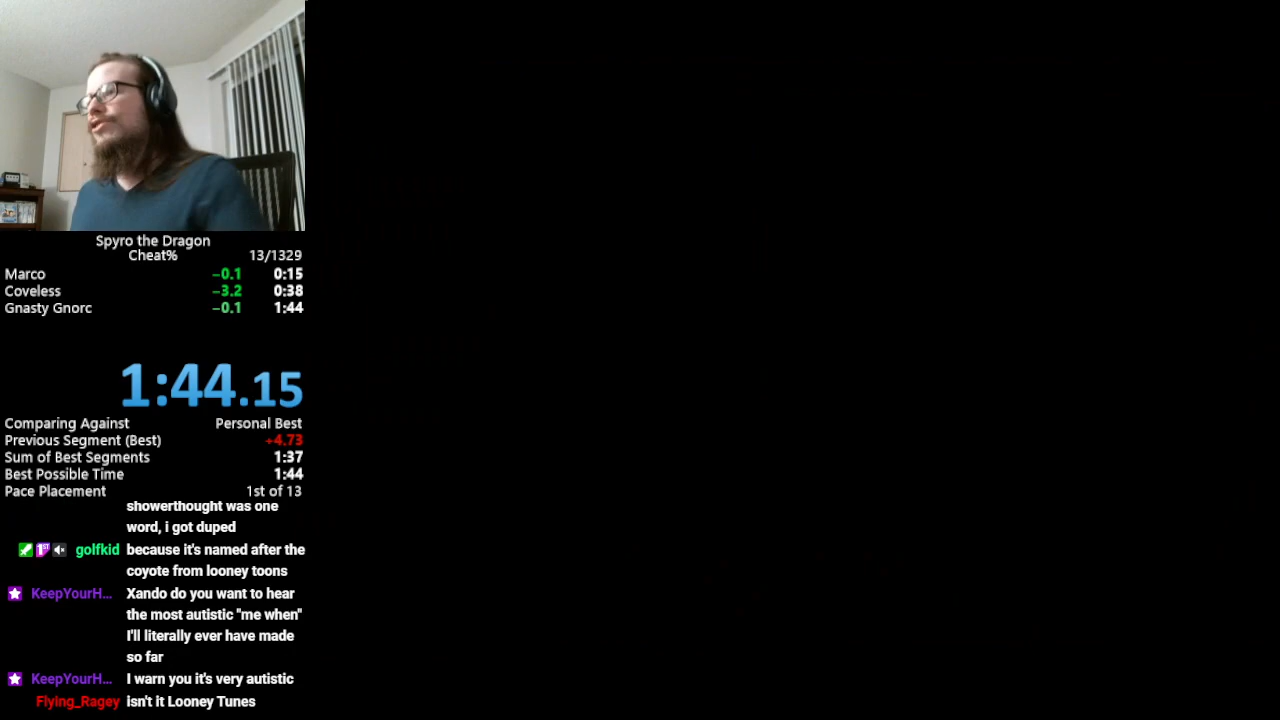 Spyro the Dragon
Cheat% 13/1329
Marco -0.1 0:15
Coveless -3.2 0:38
Gnasty Gnorc -0.1 1:44
1:44.15
Comparing Against Personal Best
Previous Segment (Best) +4.73
Sum of Best Segments 1:37
Best Possible Time 1:44
Pace Placement 1st of 13
showerthought was one
word, i got duped
golfkid because it's named after the
coyote from looney toons
KeepYourH... Xando do you want to hear
the most autistic "me when"
I'll literally ever have made
so far
KeepYourH... I warn you it's very autistic
Flying_Ragey isn't it Looney Tunes